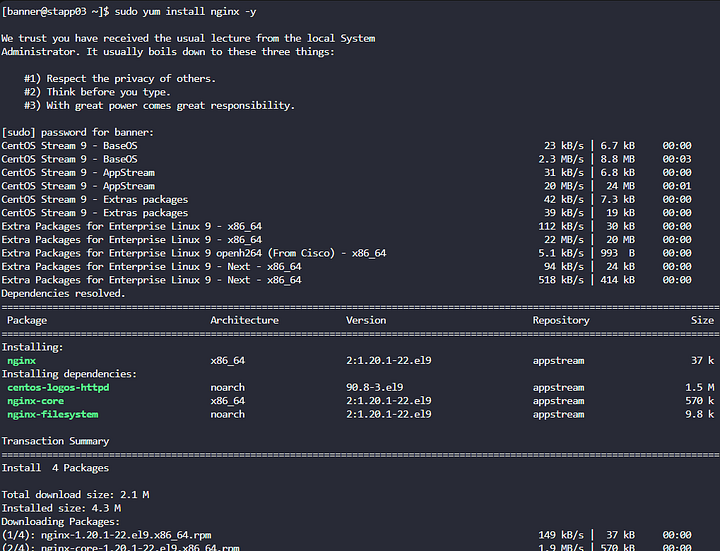 [banner@stapp03 ~]$ sudo yum install nginx -y
We trust you have received the usual lecture from the local System
Administrator. It usually boils down to these three things:
#1) Respect the privacy of others.
#2) Think before you type.
#3) With great power comes great responsibility.
[sudo] password for banner:
CentOS Stream 9 - BaseOS 23 kB/s | 6.7 kB 00:00
CentOS Stream 9 - BaseOS 2.3 MB/s | 8.8 MB 00:03
CentOS Stream 9 - AppStream 31 kB/s | 6.8 kB 00:00
CentOS Stream 9 - AppStream 20 MB/s | 24 MB 00:01
CentOS Stream 9 - Extras packages 42 kB/s | 7.3 kB 00:00
CentOS Stream 9 - Extras packages 39 kB/s | 19 kB 00:00
Extra Packages for Enterprise Linux 9 - x86_64 112 kB/s | 30 kB 00:00
Extra Packages for Enterprise Linux 9 - x86_64 22 MB/s | 20 MB 00:00
Extra Packages for Enterprise Linux 9 openh264 (From Cisco) - x86_64 5.1 kB/s | 993 B 00:00
Extra Packages for Enterprise Linux 9 - Next - x86_64 94 kB/s | 24 kB 00:00
Extra Packages for Enterprise Linux 9 - Next - x86_64 518 kB/s | 414 kB 00:00
Dependencies resolved.
Package Architecture Version Repository Size
Installing:
nginx x86_64 2:1.20.1-22.el9 appstream 37 k
Installing dependencies:
centos-logos-httpd noarch 90.8-3.el9 appstream 1.5 M
nginx-core x86_64 2:1.20.1-22.el9 appstream 570 k
nginx-filesystem noarch 2:1.20.1-22.el9 appstream 9.8 k
Transaction Summary
Install 4 Packages
Total download size: 2.1 M
Installed size: 4.3 M
Downloading Packages:
(1/4): nginx-1.20.1-22.el9.x86_64.rpm 149 kB/s | 37 kB 00:00
(2/4): nginx-core-1.20.1-22.el9.x86_64.rpm 1.9 MB/s | 570 kB 00:00